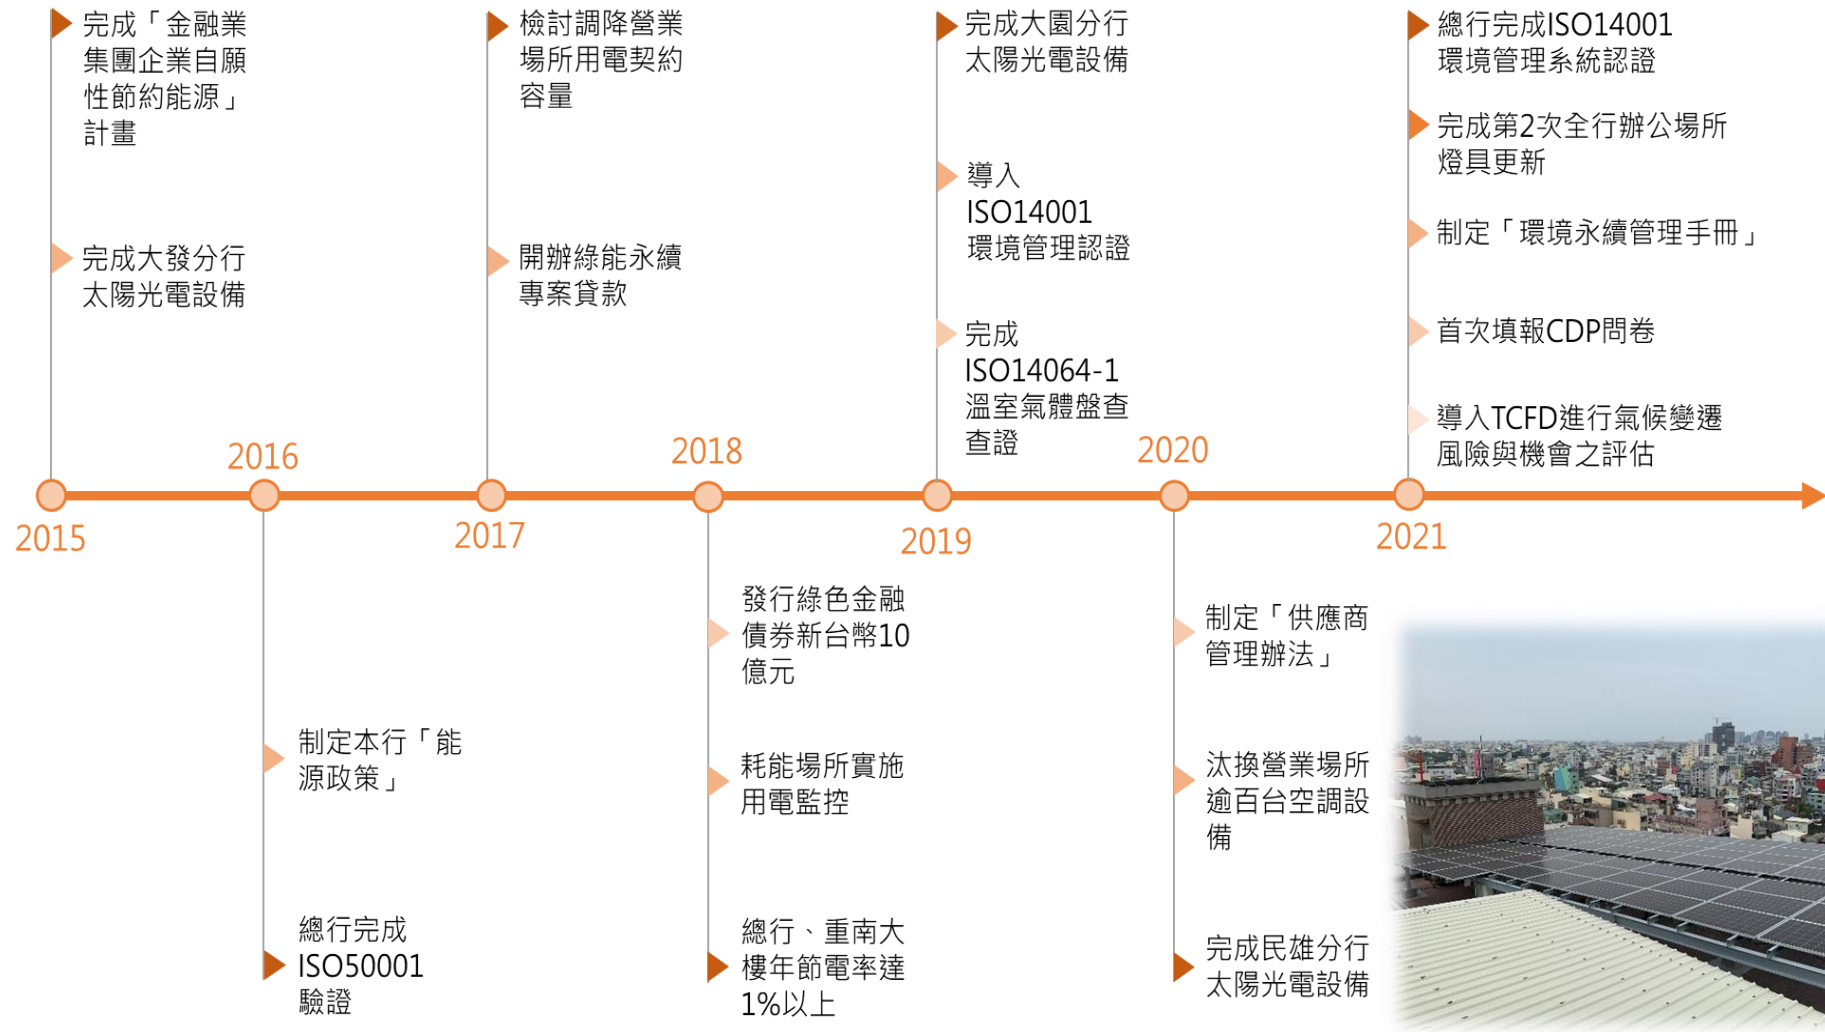 完成「金融業
集團企業自願
性節約能源」
計畫
完成大發分行
太陽光電設備
2015
2016
制定本行「能
源政策」
總行完成
ISO50001
驗證
檢討調降營業
場所用電契約
容量
開辦綠能永續
專案貸款
2017
2018
發行綠色金融
債券新台幣10
億元
耗能場所實施
用電監控
總行、重南大
樓年節電率達
1%以上
完成大園分行
太陽光電設備
導入
ISO14001
環境管理認證
完成
ISO14064-1
溫室氣體盤查
查證
2019
2020
制定「供應商
管理辦法」
汰換營業場所
逾百台空調設
備
完成民雄分行
太陽光電設備
總行完成ISO14001
環境管理系統認證
完成第2次全行辦公場所
燈具更新
制定「環境永續管理手冊」
首次填報CDP問卷
導入TCFD進行氣候變遷
風險與機會之評估
2021